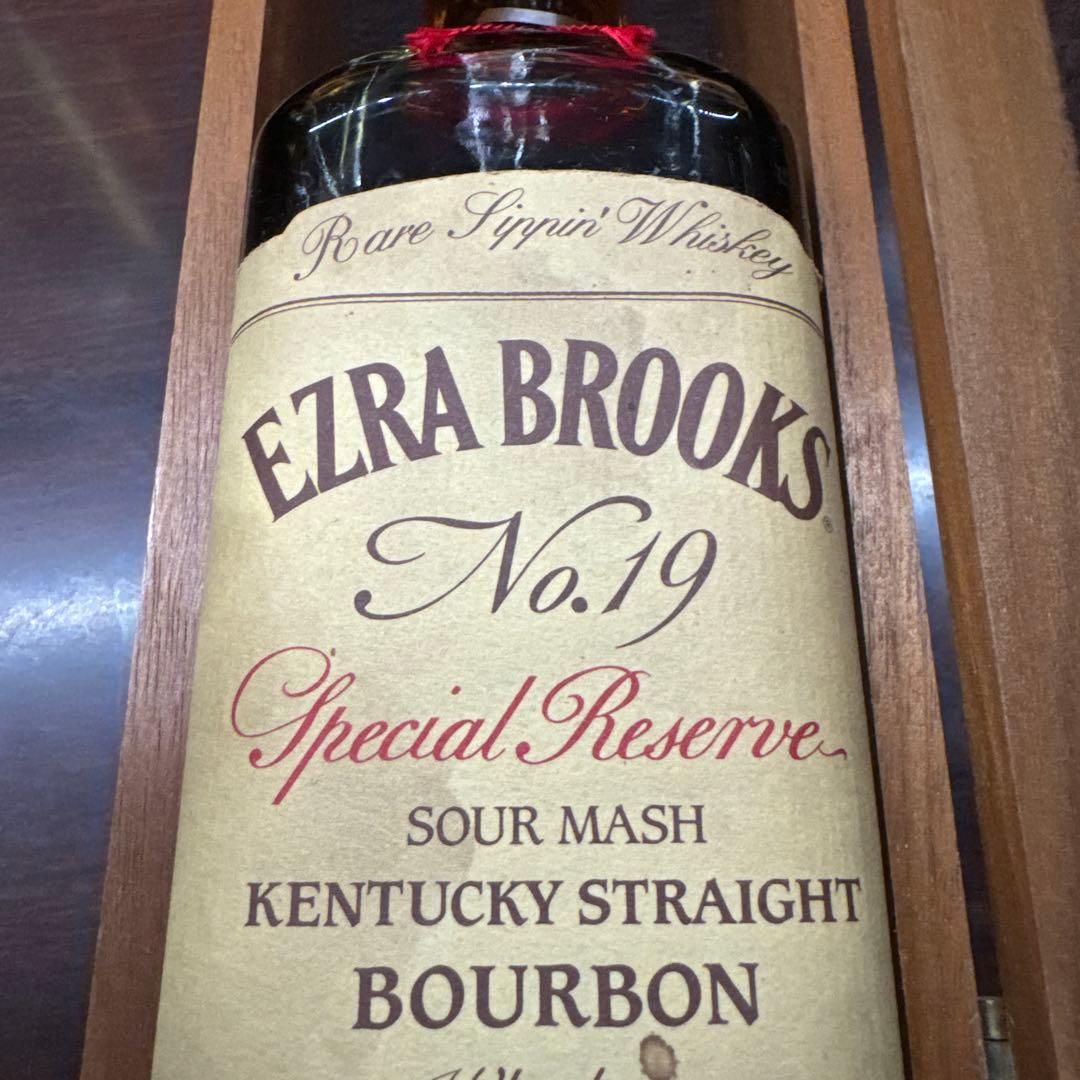 Rare Sippin' Whiskey
EZRA BROOKS®
No.19
Special Reserve
SOUR MASH
KENTUCKY STRAIGHT
BOURBON